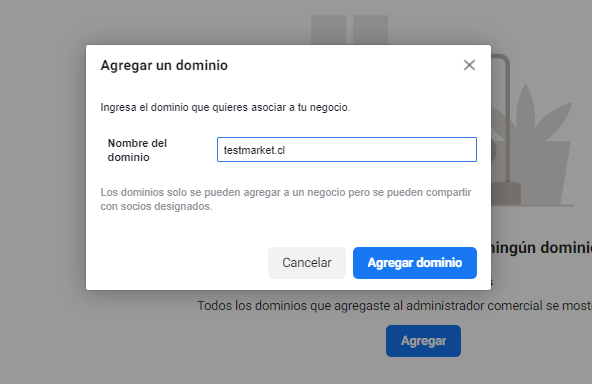 Agregar un dominio
Ingresa el dominio que quieres asociar a tu negocio.
Nombre del
dominio
testmarket.cl
Los dominios solo se pueden agregar a un negocio pero se pueden compartir
con socios designados.
Cancelar
Agregar dominio
ningún dominio
Todos los dominios que agregaste al administrador comercial se
Agregar